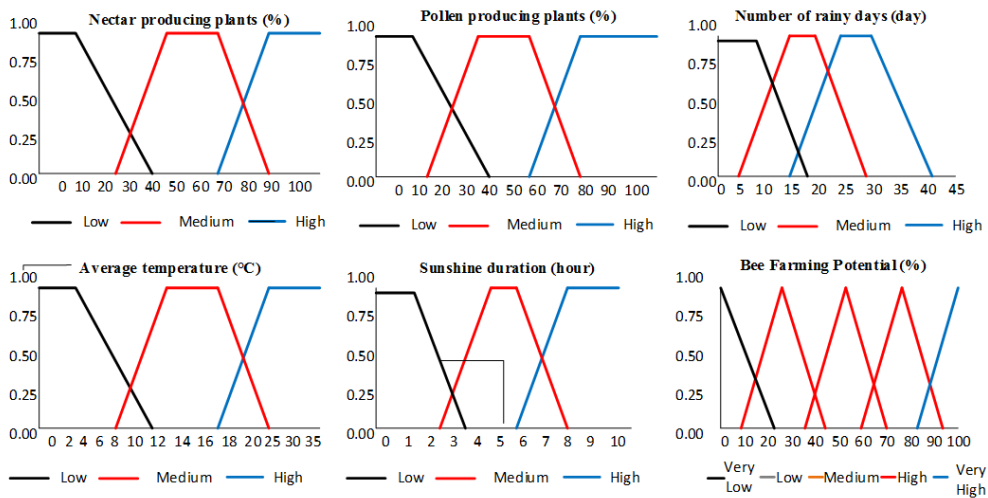 Nectar producing plants (%)
1.00
0.75
0.50
0.25
0.00
0 10 20 30 40 50 60 70 80 90 100
Low Medium High
Pollen producing plants (%)
1.00
0.75
0.50
0.25
0.00
0 10 20 30 40 50 60 70 80 90 100
Low Medium High
Number of rainy days (day)
1.00
0.75
0.50
0.25
0.00
0 5 10 15 20 25 30 35 40 45
Low Medium High
Average temperature (°C)
1.00
0.75
0.50
0.25
0.00
0 2 4 6 8 10 12 14 16 18 20 25 30 35
Low Medium High
Sunshine duration (hour)
1.00
0.75
0.50
0.25
0.00
0 1 2 3 4 5 6 7 8 9 10
Low Medium High
Bee Farming Potential (%)
1.00
0.75
0.50
0.25
0.00
0 10 20 30 40 50 60 70 80 90 100
Very Low Low Medium High Very High